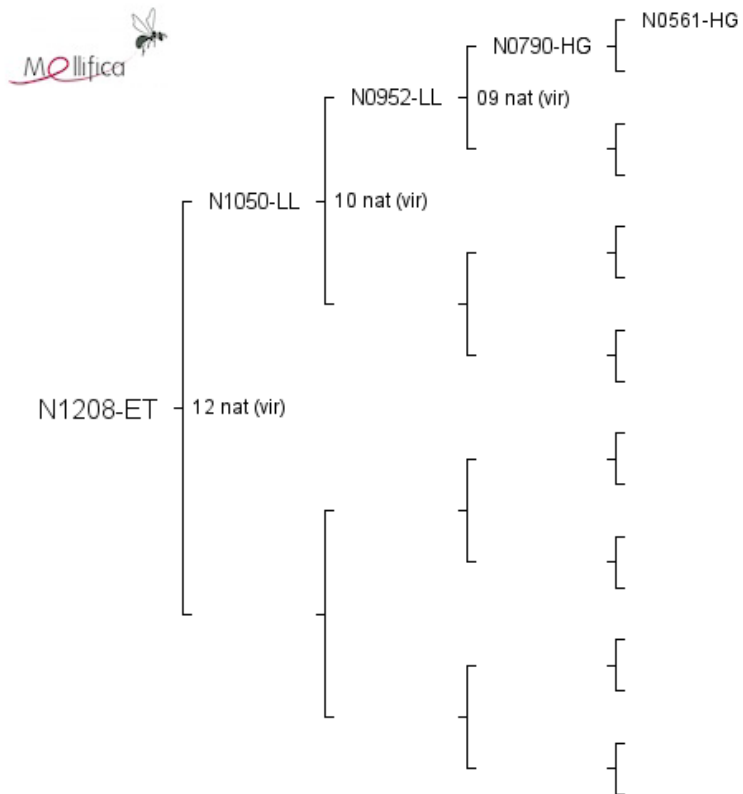 Mellifica
N0561-HG
N0790-HG
N0952-LL
09 nat (vir)
N1050-LL
10 nat (vir)
N1208-ET
12 nat (vir)